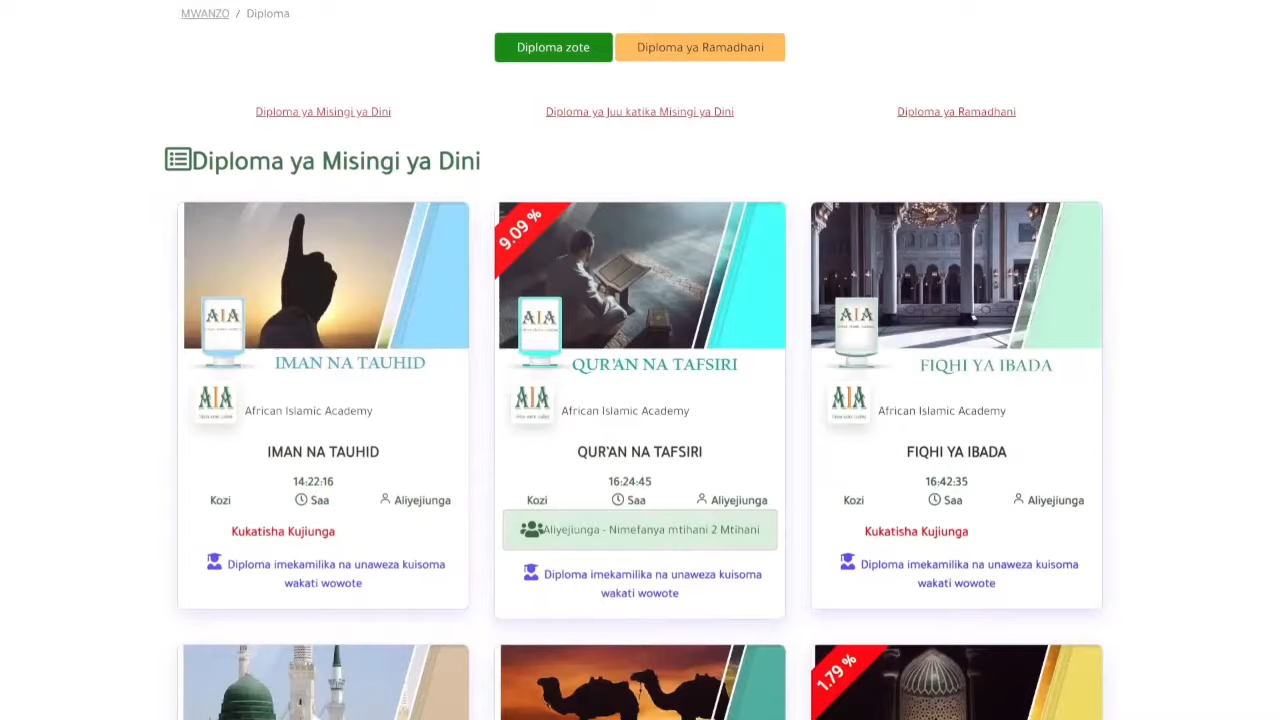 MWANZO / Diploma
Diploma zote
Diploma ya Ramadhani
Diploma ya Misingi ya Dini
Diploma ya Juu katika Misingi ya Dini
Diploma ya Ramadhani
Diploma ya Misingi ya Dini
AIA
IMAN NA TAUHID
AIA
African Islamic Academy
IMAN NA TAUHID
14:22:16
Kozi
Saa
Aliyejiunga
Kukatisha Kujiunga
Diploma imekamilika na unaweza kuisoma
wakati wowote
9.09 %
AIA
QUR'AN NA TAFSIRI
AIA
African Islamic Academy
QUR'AN NA TAFSIRI
16:24:45
Kozi
Saa
Aliyejiunga
Aliyejiunga - Nimefanya mtihani 2 Mtihani
Diploma imekamilika na unaweza kuisoma
wakati wowote
AIA
FIQHI YA IBADA
AIA
African Islamic Academy
FIQHI YA IBADA
16:42:35
Kozi
Saa
Aliyejiunga
Kukatisha Kujiunga
Diploma imekamilika na unaweza kuisoma
wakati wowote
1.79 %